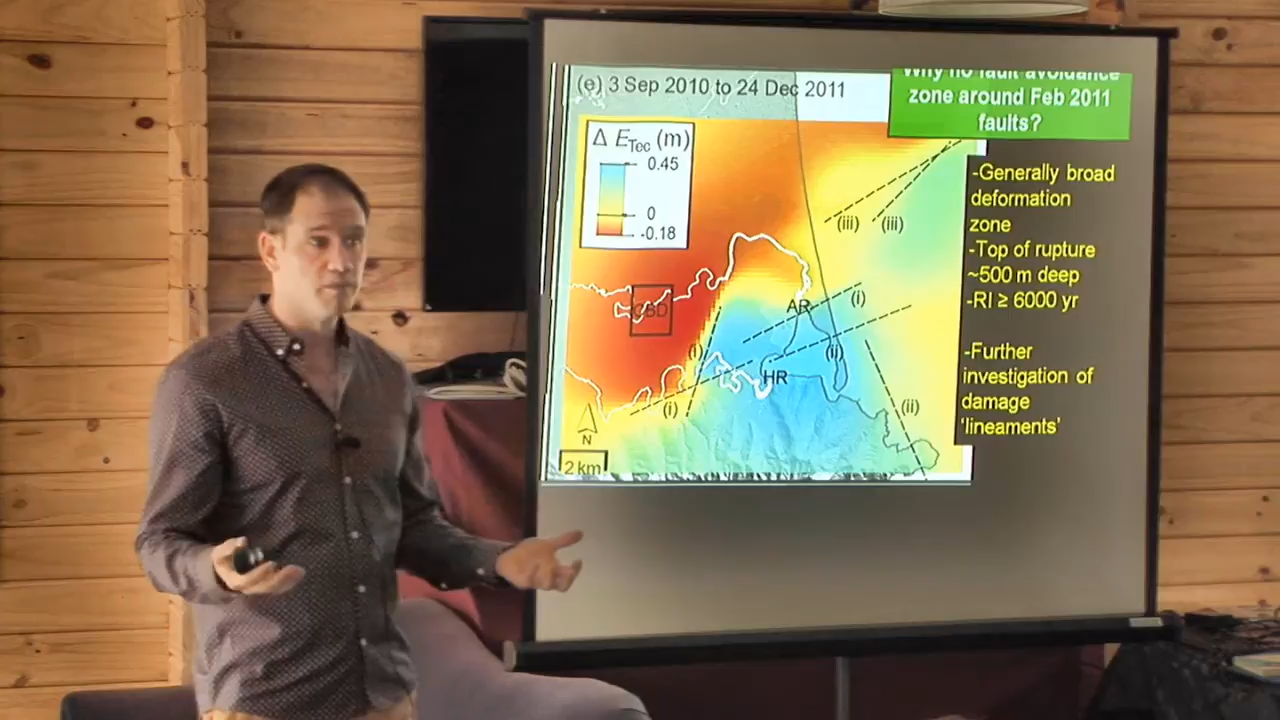 (e) 3 Sep 2010 to 24 Dec 2011
Why no fault avoidance
zone around Feb 2011
faults?
Δ E_Tec (m)
0.45
0
-0.18
(iii)
(iii)
CBD
AR
(i)
(i)
(ii)
HR
(i)
(ii)
N
2 km
-Generally broad
deformation
zone
-Top of rupture
~500 m deep
-RI ≥ 6000 yr
-Further
investigation of
damage
'lineaments'